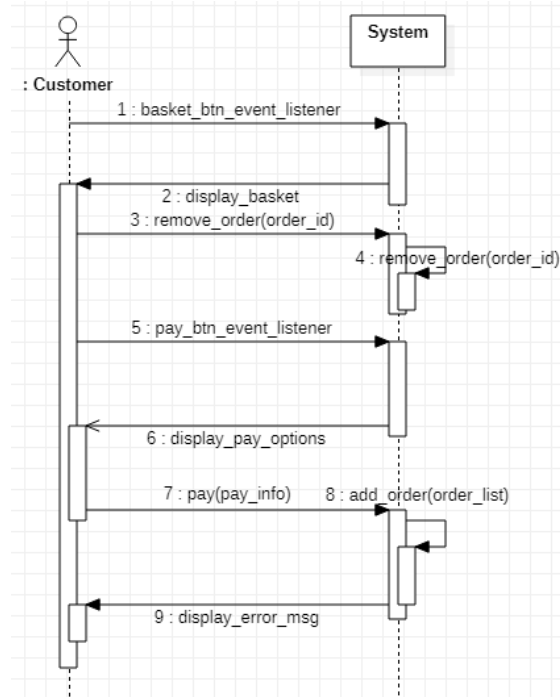 System
: Customer
1 : basket_btn_event_listener
2 : display_basket
3 : remove_order(order_id)
4 : remove_order(order_id)
5 : pay_btn_event_listener
6 : display_pay_options
7 : pay(pay_info)
8 : add_order(order_list)
9 : display_error_msg